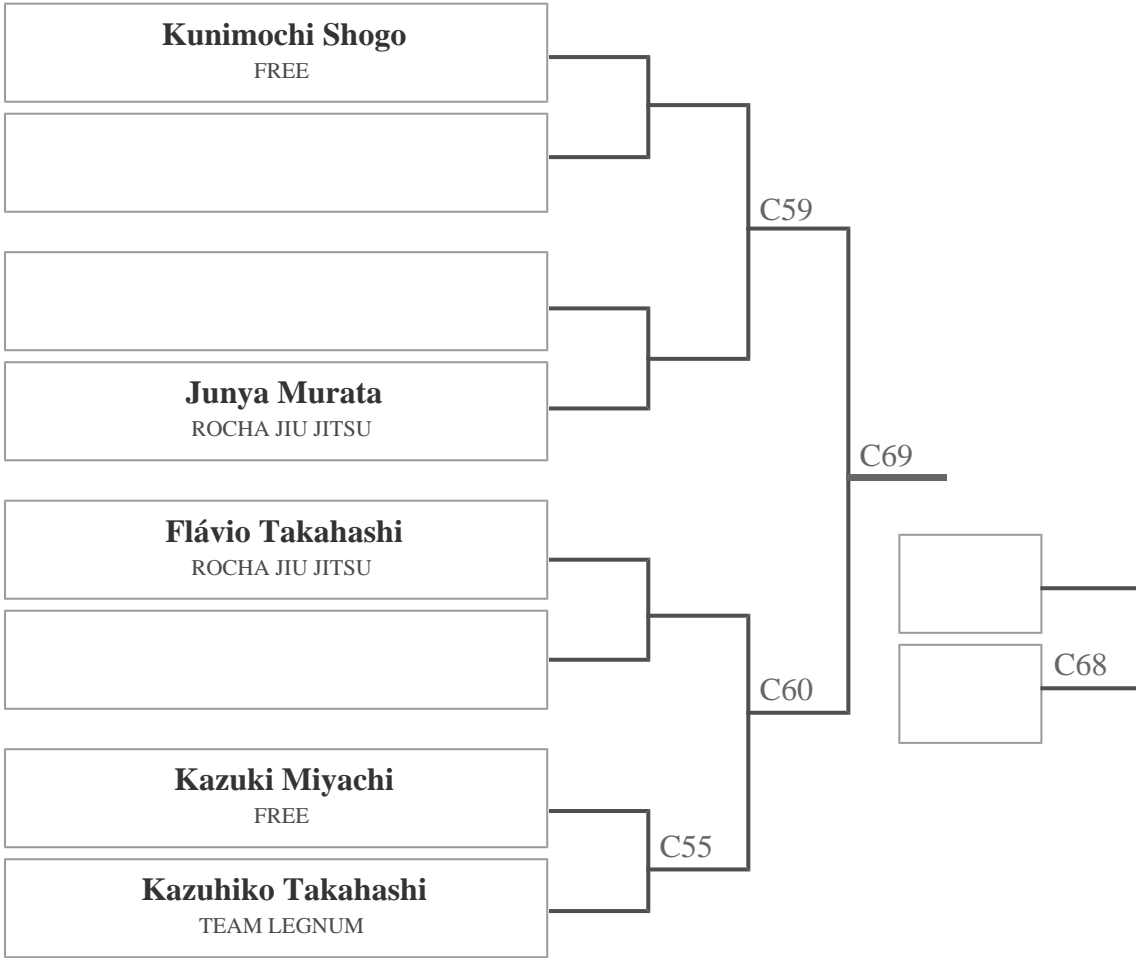 Kunimochi Shogo
FREE
C59
Junya Murata
ROCHA JIU JITSU
C69
Flávio Takahashi
ROCHA JIU JITSU
C68
C60
Kazuki Miyachi
FREE
C55
Kazuhiko Takahashi
TEAM LEGNUM